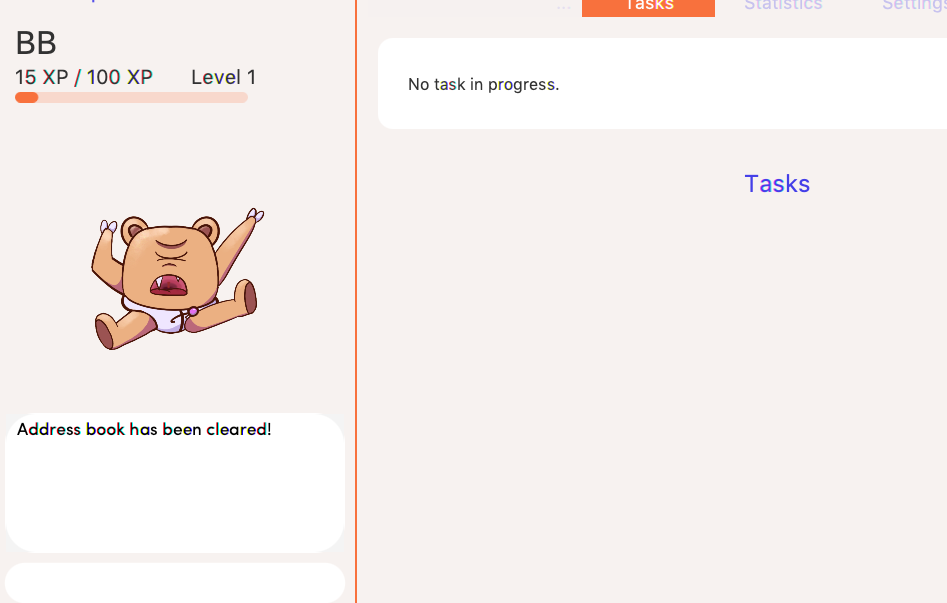 BB
15 XP / 100 XP Level 1
Address book has been cleared!
... Tasks Statistics Settings
No task in progress.
Tasks